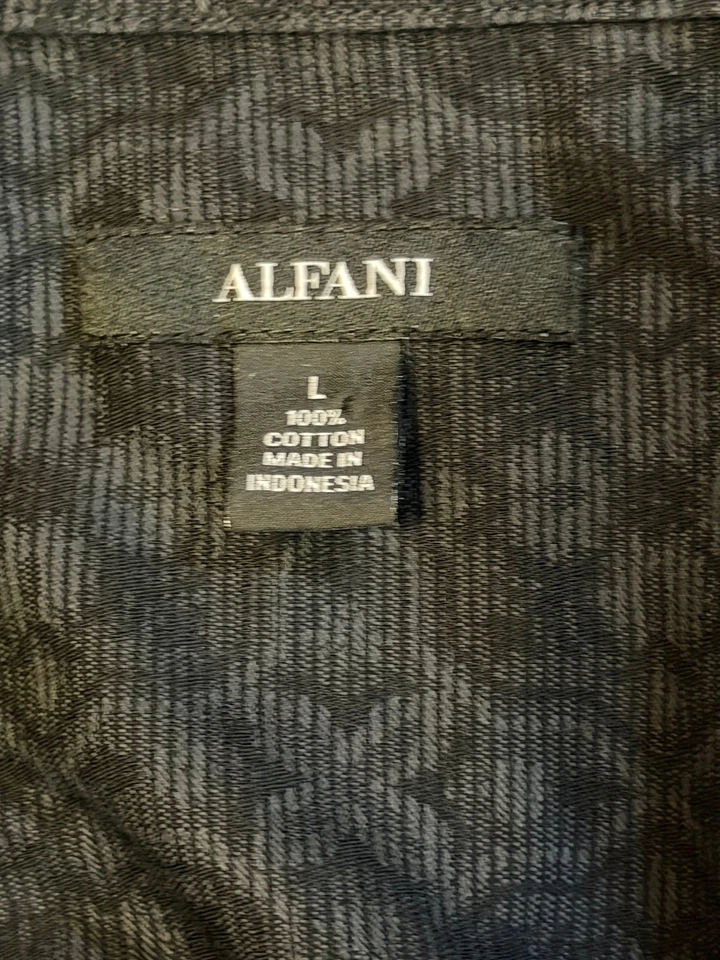 ALFANI
L
100%
COTTON
MADE IN
INDONESIA